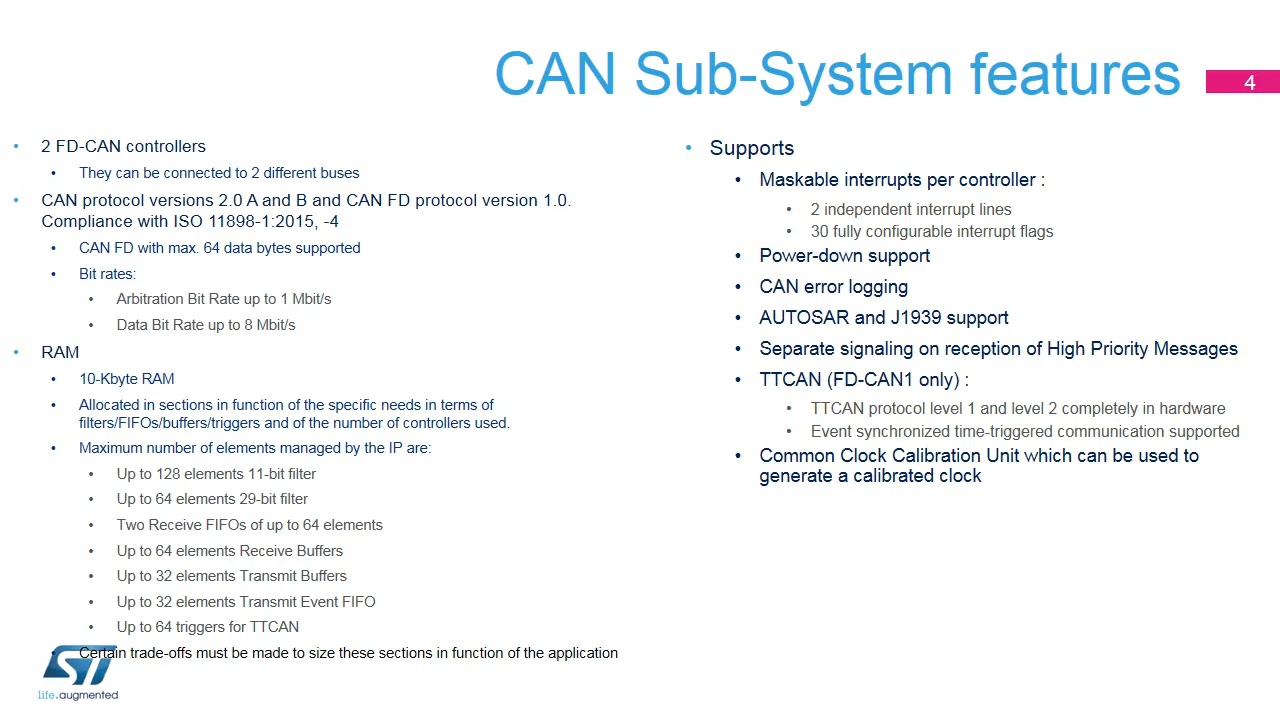 CAN Sub-System features
4
• 2 FD-CAN controllers
• They can be connected to 2 different buses
• CAN protocol versions 2.0 A and B and CAN FD protocol version 1.0.
Compliance with ISO 11898-1:2015, -4
• CAN FD with max. 64 data bytes supported
• Bit rates:
• Arbitration Bit Rate up to 1 Mbit/s
• Data Bit Rate up to 8 Mbit/s
• RAM
• 10-Kbyte RAM
• Allocated in sections in function of the specific needs in terms of
filters/FIFOs/buffers/triggers and of the number of controllers used.
• Maximum number of elements managed by the IP are:
• Up to 128 elements 11-bit filter
• Up to 64 elements 29-bit filter
• Two Receive FIFOs of up to 64 elements
• Up to 64 elements Receive Buffers
• Up to 32 elements Transmit Buffers
• Up to 32 elements Transmit Event FIFO
• Up to 64 triggers for TTCAN
• Certain trade-offs must be made to size these sections in function of the application
• Supports
• Maskable interrupts per controller :
• 2 independent interrupt lines
• 30 fully configurable interrupt flags
• Power-down support
• CAN error logging
• AUTOSAR and J1939 support
• Separate signaling on reception of High Priority Messages
• TTCAN (FD-CAN1 only) :
• TTCAN protocol level 1 and level 2 completely in hardware
• Event synchronized time-triggered communication supported
• Common Clock Calibration Unit which can be used to
generate a calibrated clock
ST
life.augmented